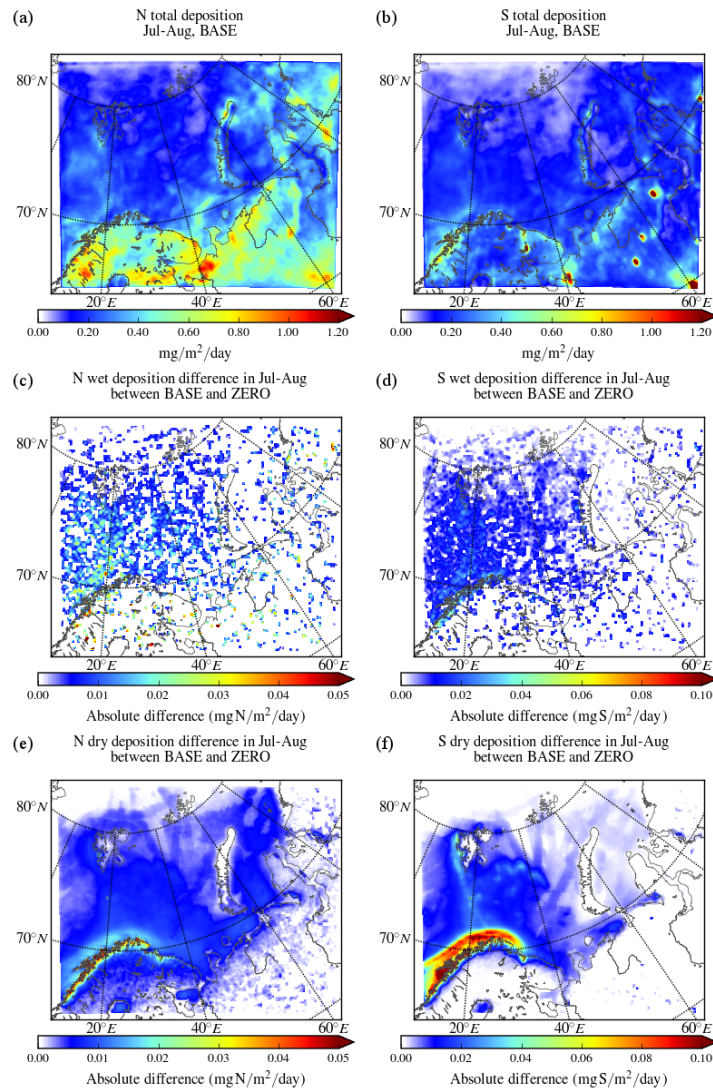 (a)
N total deposition
Jul-Aug, BASE
80°N
70°N
20°E
40°E
60°E
0.00 0.20 0.40 0.60 0.80 1.00 1.20
mg/m²/day
(b)
S total deposition
Jul-Aug, BASE
80°N
70°N
20°E
40°E
60°E
0.00 0.20 0.40 0.60 0.80 1.00 1.20
mg/m²/day
(c)
N wet deposition difference in Jul-Aug
between BASE and ZERO
80°N
70°N
20°E
40°E
60°E
0.00 0.01 0.02 0.03 0.04 0.05
Absolute difference (mgN/m²/day)
(d)
S wet deposition difference in Jul-Aug
between BASE and ZERO
80°N
70°N
20°E
40°E
60°E
0.00 0.02 0.04 0.06 0.08 0.10
Absolute difference (mgS/m²/day)
(e)
N dry deposition difference in Jul-Aug
between BASE and ZERO
80°N
70°N
20°E
40°E
60°E
0.00 0.01 0.02 0.03 0.04 0.05
Absolute difference (mgN/m²/day)
(f)
S dry deposition difference in Jul-Aug
between BASE and ZERO
80°N
70°N
20°E
40°E
60°E
0.00 0.02 0.04 0.06 0.08 0.10
Absolute difference (mgS/m²/day)